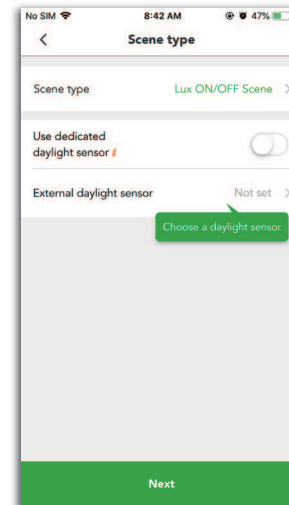 No SIM 8:42 AM 47%
Scene type
Scene type Lux ON/OFF Scene
Use dedicated
daylight sensor i
External daylight sensor Not set
Choose a daylight sensor
Next